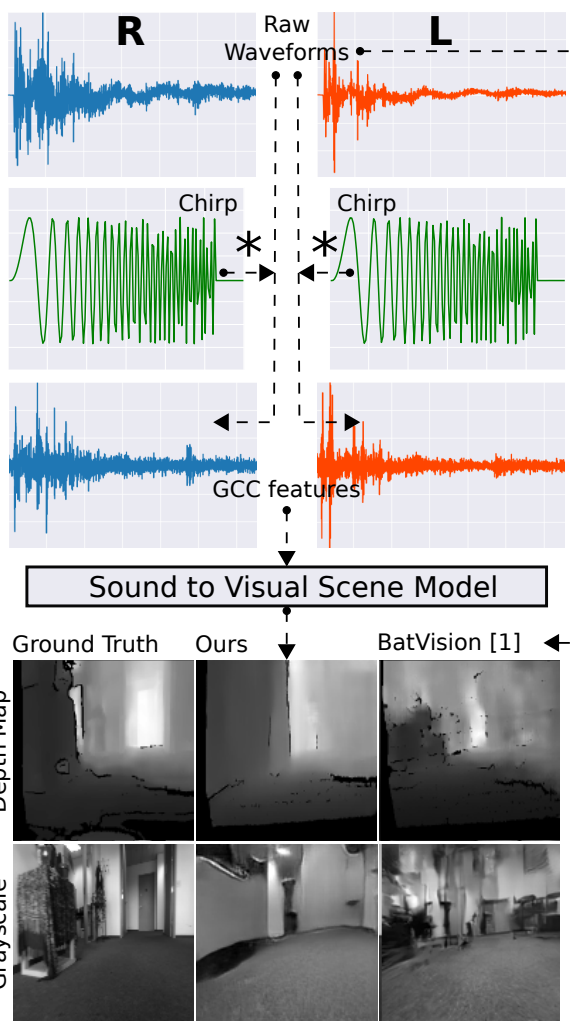 R
Raw
Waveforms
L
Chirp
*
*
Chirp
GCC features
Sound to Visual Scene Model
Ground Truth
Ours
BatVision [1]
Depth Map
Grayscale